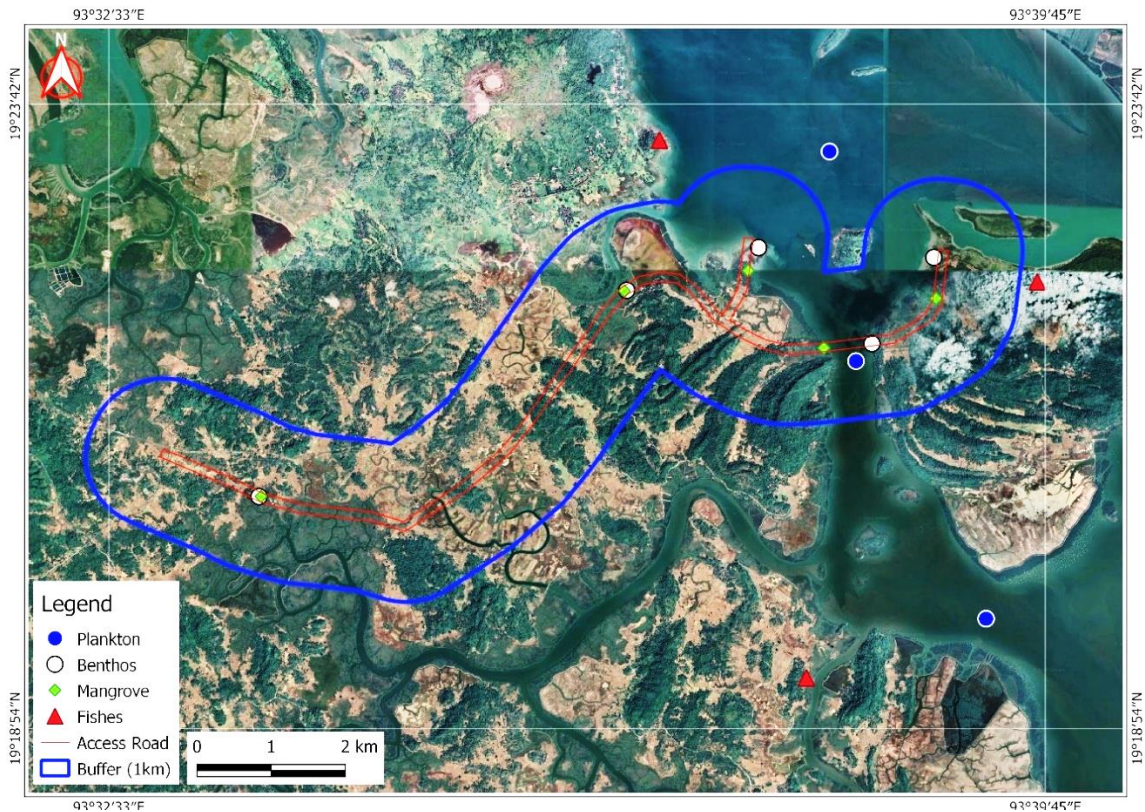 93°32′33″E
93°39′45″E
N
19°23′42″N
19°23′42″N
19°18′54″N
19°18′54″N
Legend
Plankton
Benthos
Mangrove
Fishes
Access Road
Buffer (1km)
0 1 2 km
93°32′33″E
93°39′45″E